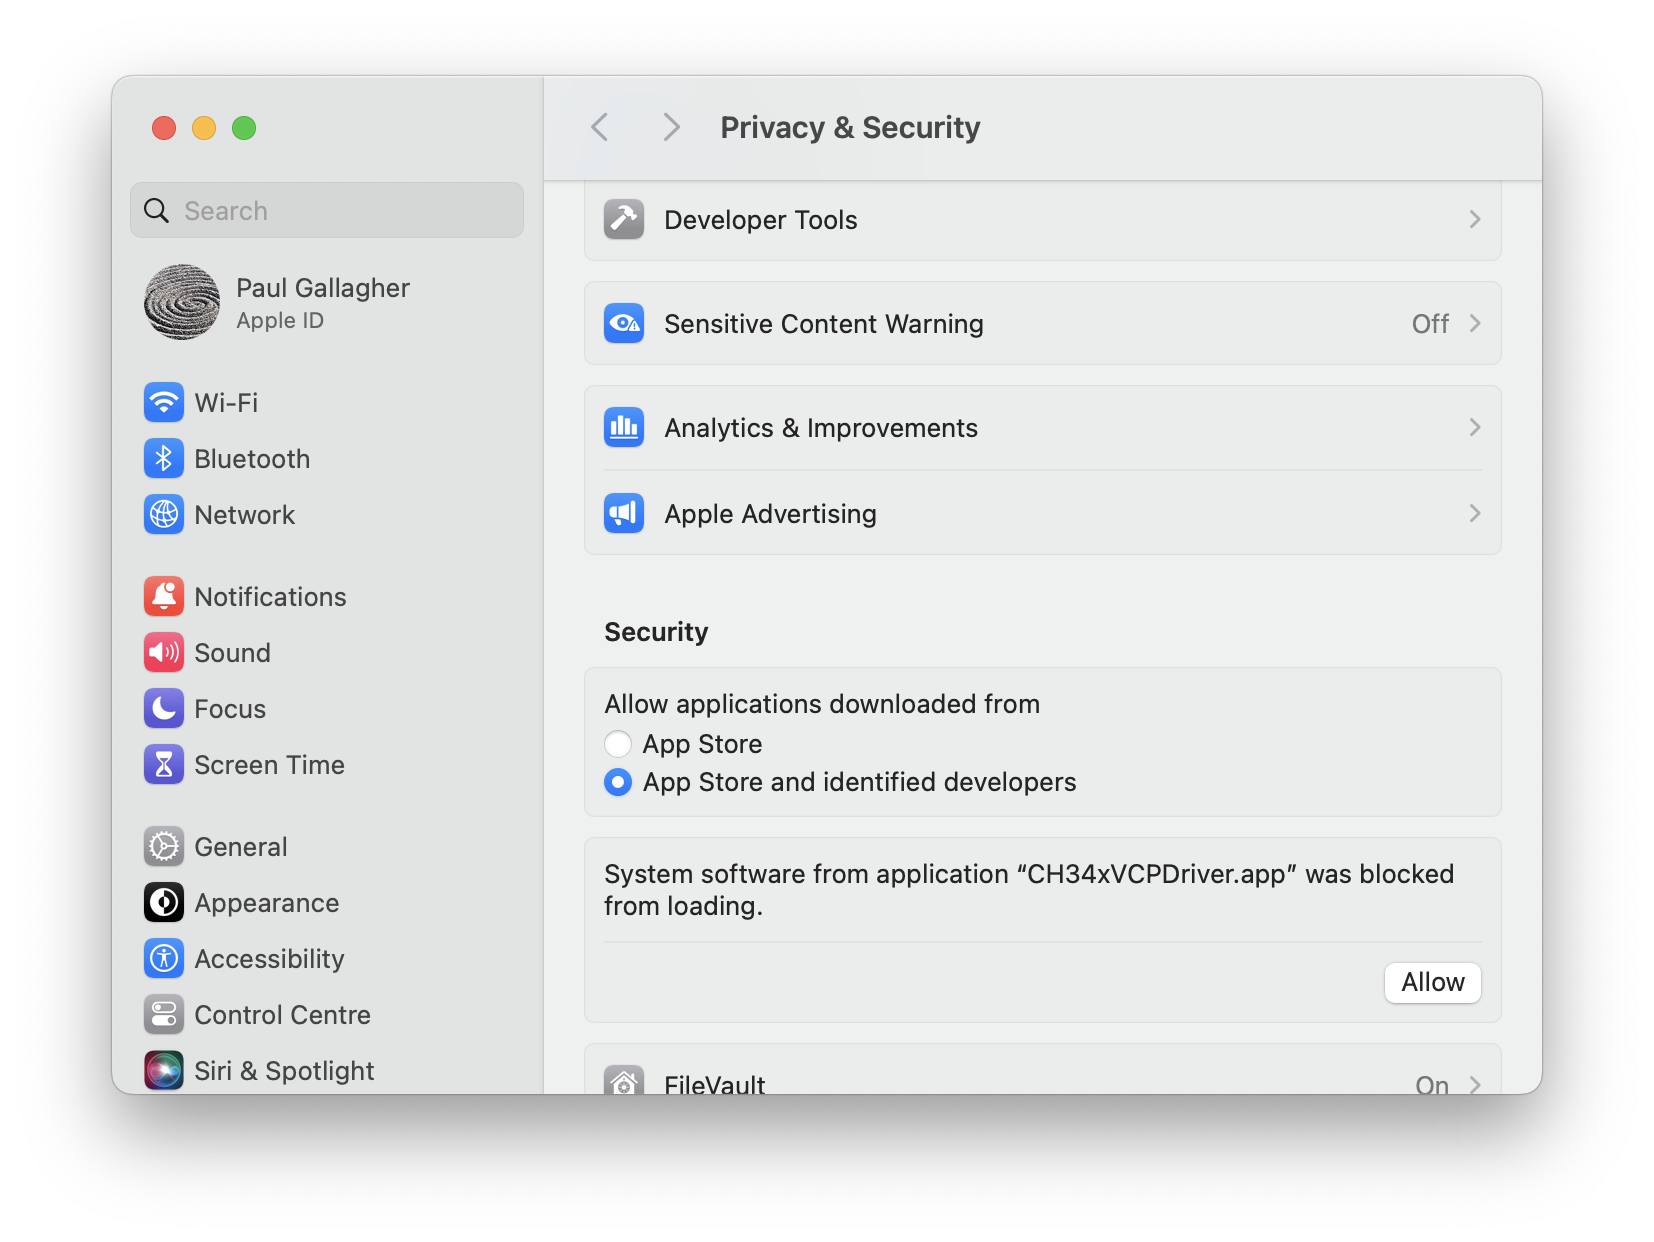 Privacy & Security
Search
Paul Gallagher
Apple ID
Wi-Fi
Bluetooth
Network
Notifications
Sound
Focus
Screen Time
General
Appearance
Accessibility
Control Centre
Siri & Spotlight
Developer Tools
Sensitive Content Warning Off
Analytics & Improvements
Apple Advertising
Security
Allow applications downloaded from
App Store
App Store and identified developers
System software from application “CH34xVCPDriver.app” was blocked
from loading.
Allow
FileVault On